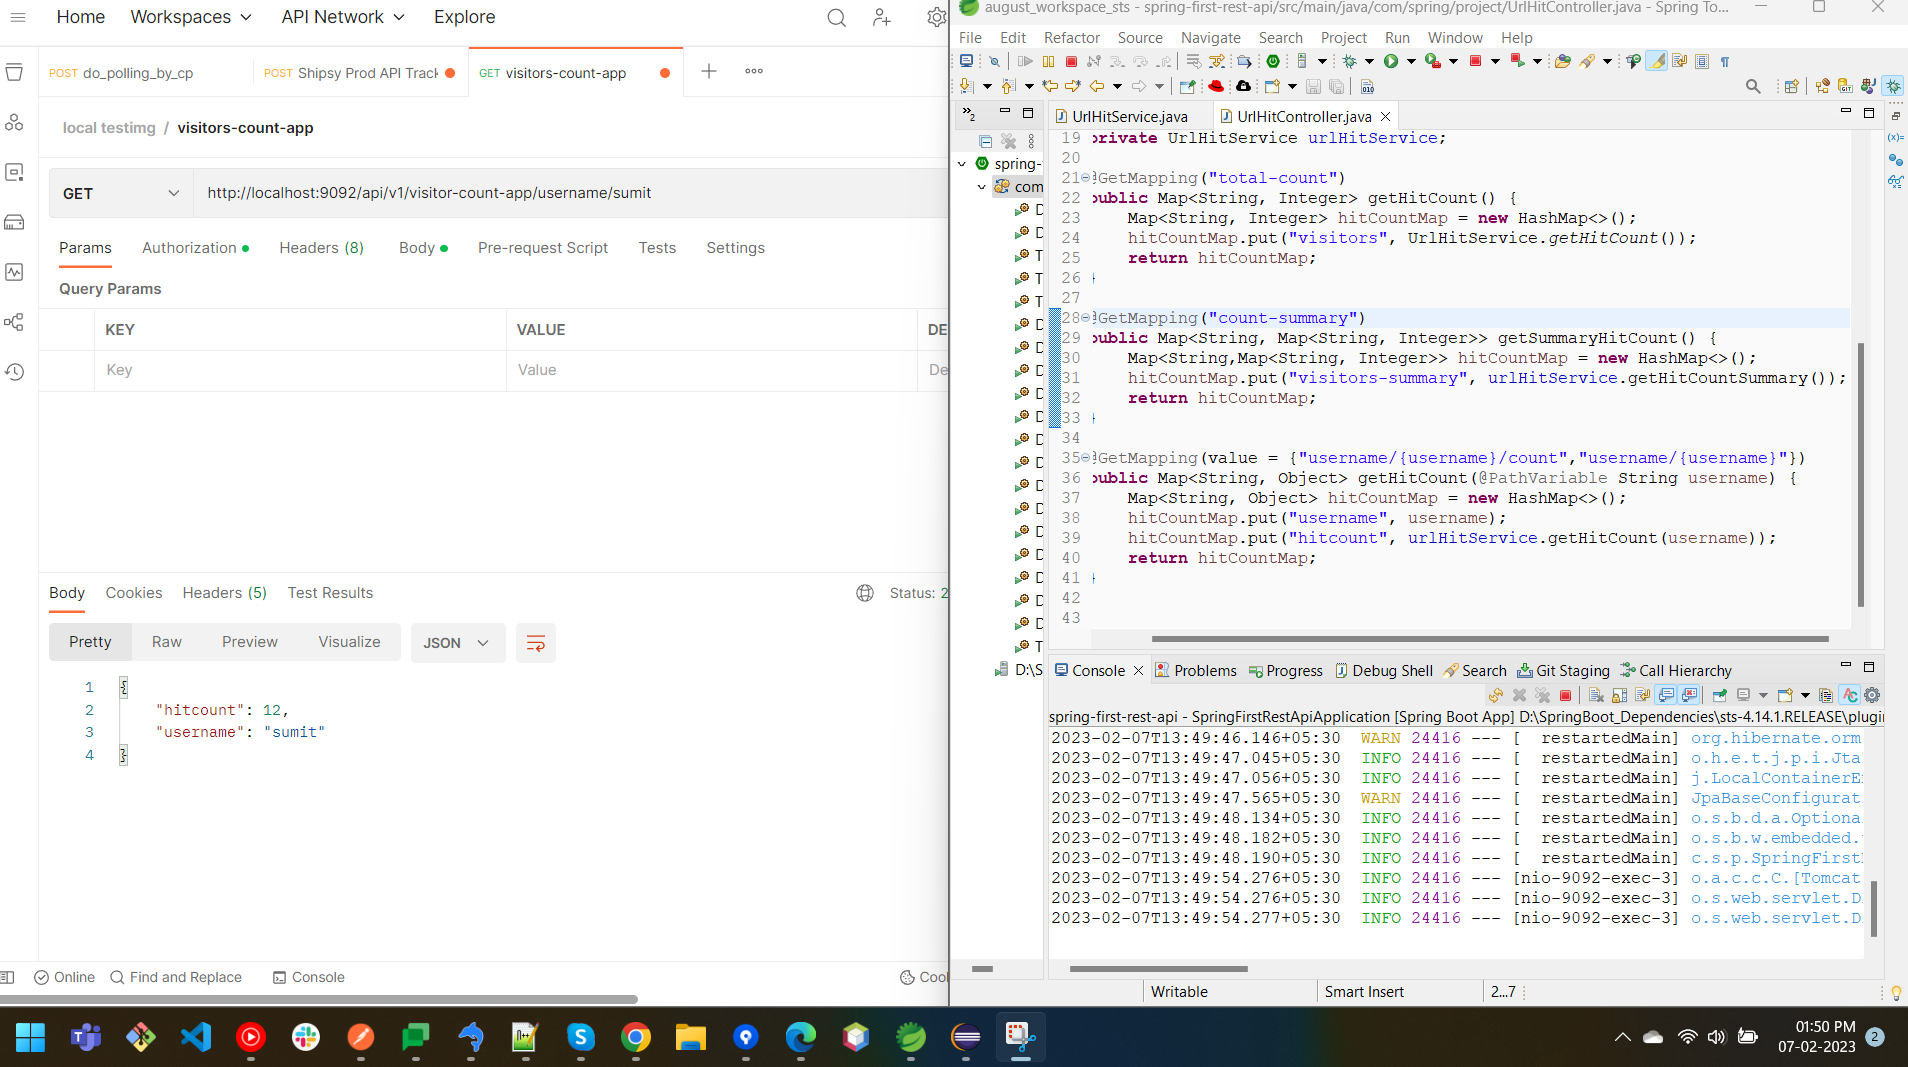 Home
Workspaces
API Network
Explore
POST do_polling_by_cp
POST Shipsy Prod API Track
GET visitors-count-app
local testimg / visitors-count-app
GET
http://localhost:9092/api/v1/visitor-count-app/username/sumit
Params
Authorization
Headers (8)
Body
Pre-request Script
Tests
Settings
Query Params
KEY
VALUE
DE
Key
Value
De
Body
Cookies
Headers (5)
Test Results
Status: 2
Pretty
Raw
Preview
Visualize
JSON
1 {
2 "hitcount": 12,
3 "username": "sumit"
4 }
Online
Find and Replace
Console
Cool
august_workspace_sts - spring-first-rest-api/src/main/java/com/spring/project/UrlHitController.java - Spring To...
File Edit Refactor Source Navigate Search Project Run Window Help
UrlHitService.java
UrlHitController.java
spring-
com
D
D
T
T
T
D
D
D
D
D
D
D
D
D
D
D
D
D
D
T
D:\S
19 private UrlHitService urlHitService;
20
21 @GetMapping("total-count")
22 public Map<String, Integer> getHitCount() {
23 Map<String, Integer> hitCountMap = new HashMap<>();
24 hitCountMap.put("visitors", UrlHitService.getHitCount());
25 return hitCountMap;
26 }
27
28 @GetMapping("count-summary")
29 public Map<String, Map<String, Integer>> getSummaryHitCount() {
30 Map<String,Map<String, Integer>> hitCountMap = new HashMap<>();
31 hitCountMap.put("visitors-summary", urlHitService.getHitCountSummary());
32 return hitCountMap;
33 }
34
35 @GetMapping(value = {"username/{username}/count","username/{username}"})
36 public Map<String, Object> getHitCount(@PathVariable String username) {
37 Map<String, Object> hitCountMap = new HashMap<>();
38 hitCountMap.put("username", username);
39 hitCountMap.put("hitcount", urlHitService.getHitCount(username));
40 return hitCountMap;
41 }
42
43
Console
Problems
Progress
Debug Shell
Search
Git Staging
Call Hierarchy
spring-first-rest-api - SpringFirstRestApiApplication [Spring Boot App] D:\SpringBoot_Dependencies\sts-4.14.1.RELEASE\plugi
2023-02-07T13:49:46.146+05:30 WARN 24416 --- [ restartedMain] org.hibernate.orm
2023-02-07T13:49:47.045+05:30 INFO 24416 --- [ restartedMain] o.h.e.t.j.p.i.Jta
2023-02-07T13:49:47.056+05:30 INFO 24416 --- [ restartedMain] j.LocalContainerE
2023-02-07T13:49:47.565+05:30 WARN 24416 --- [ restartedMain] JpaBaseConfigurat
2023-02-07T13:49:48.134+05:30 INFO 24416 --- [ restartedMain] o.s.b.d.a.Optiona
2023-02-07T13:49:48.182+05:30 INFO 24416 --- [ restartedMain] o.s.b.w.embedded.
2023-02-07T13:49:48.190+05:30 INFO 24416 --- [ restartedMain] c.s.p.SpringFirst
2023-02-07T13:49:54.276+05:30 INFO 24416 --- [nio-9092-exec-3] o.a.c.c.C.[Tomcat
2023-02-07T13:49:54.276+05:30 INFO 24416 --- [nio-9092-exec-3] o.s.web.servlet.D
2023-02-07T13:49:54.277+05:30 INFO 24416 --- [nio-9092-exec-3] o.s.web.servlet.D
Writable
Smart Insert
2...7
01:50 PM
07-02-2023
2